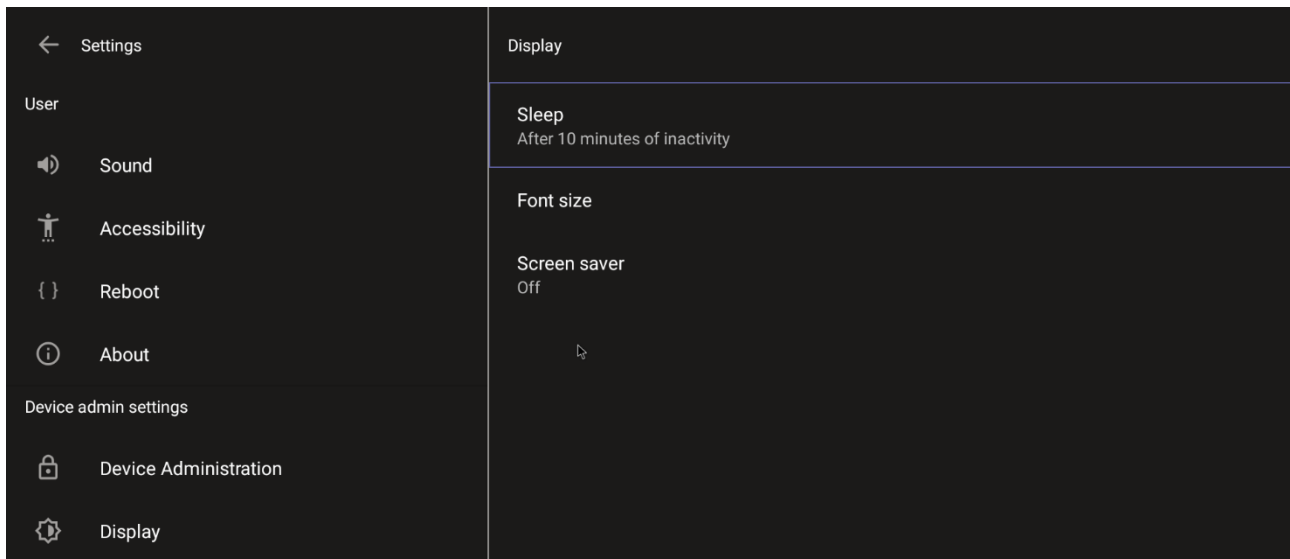 Settings
User
Sound
Accessibility
{ } Reboot
About
Device admin settings
Device Administration
Display
Display
Sleep
After 10 minutes of inactivity
Font size
Screen saver
Off